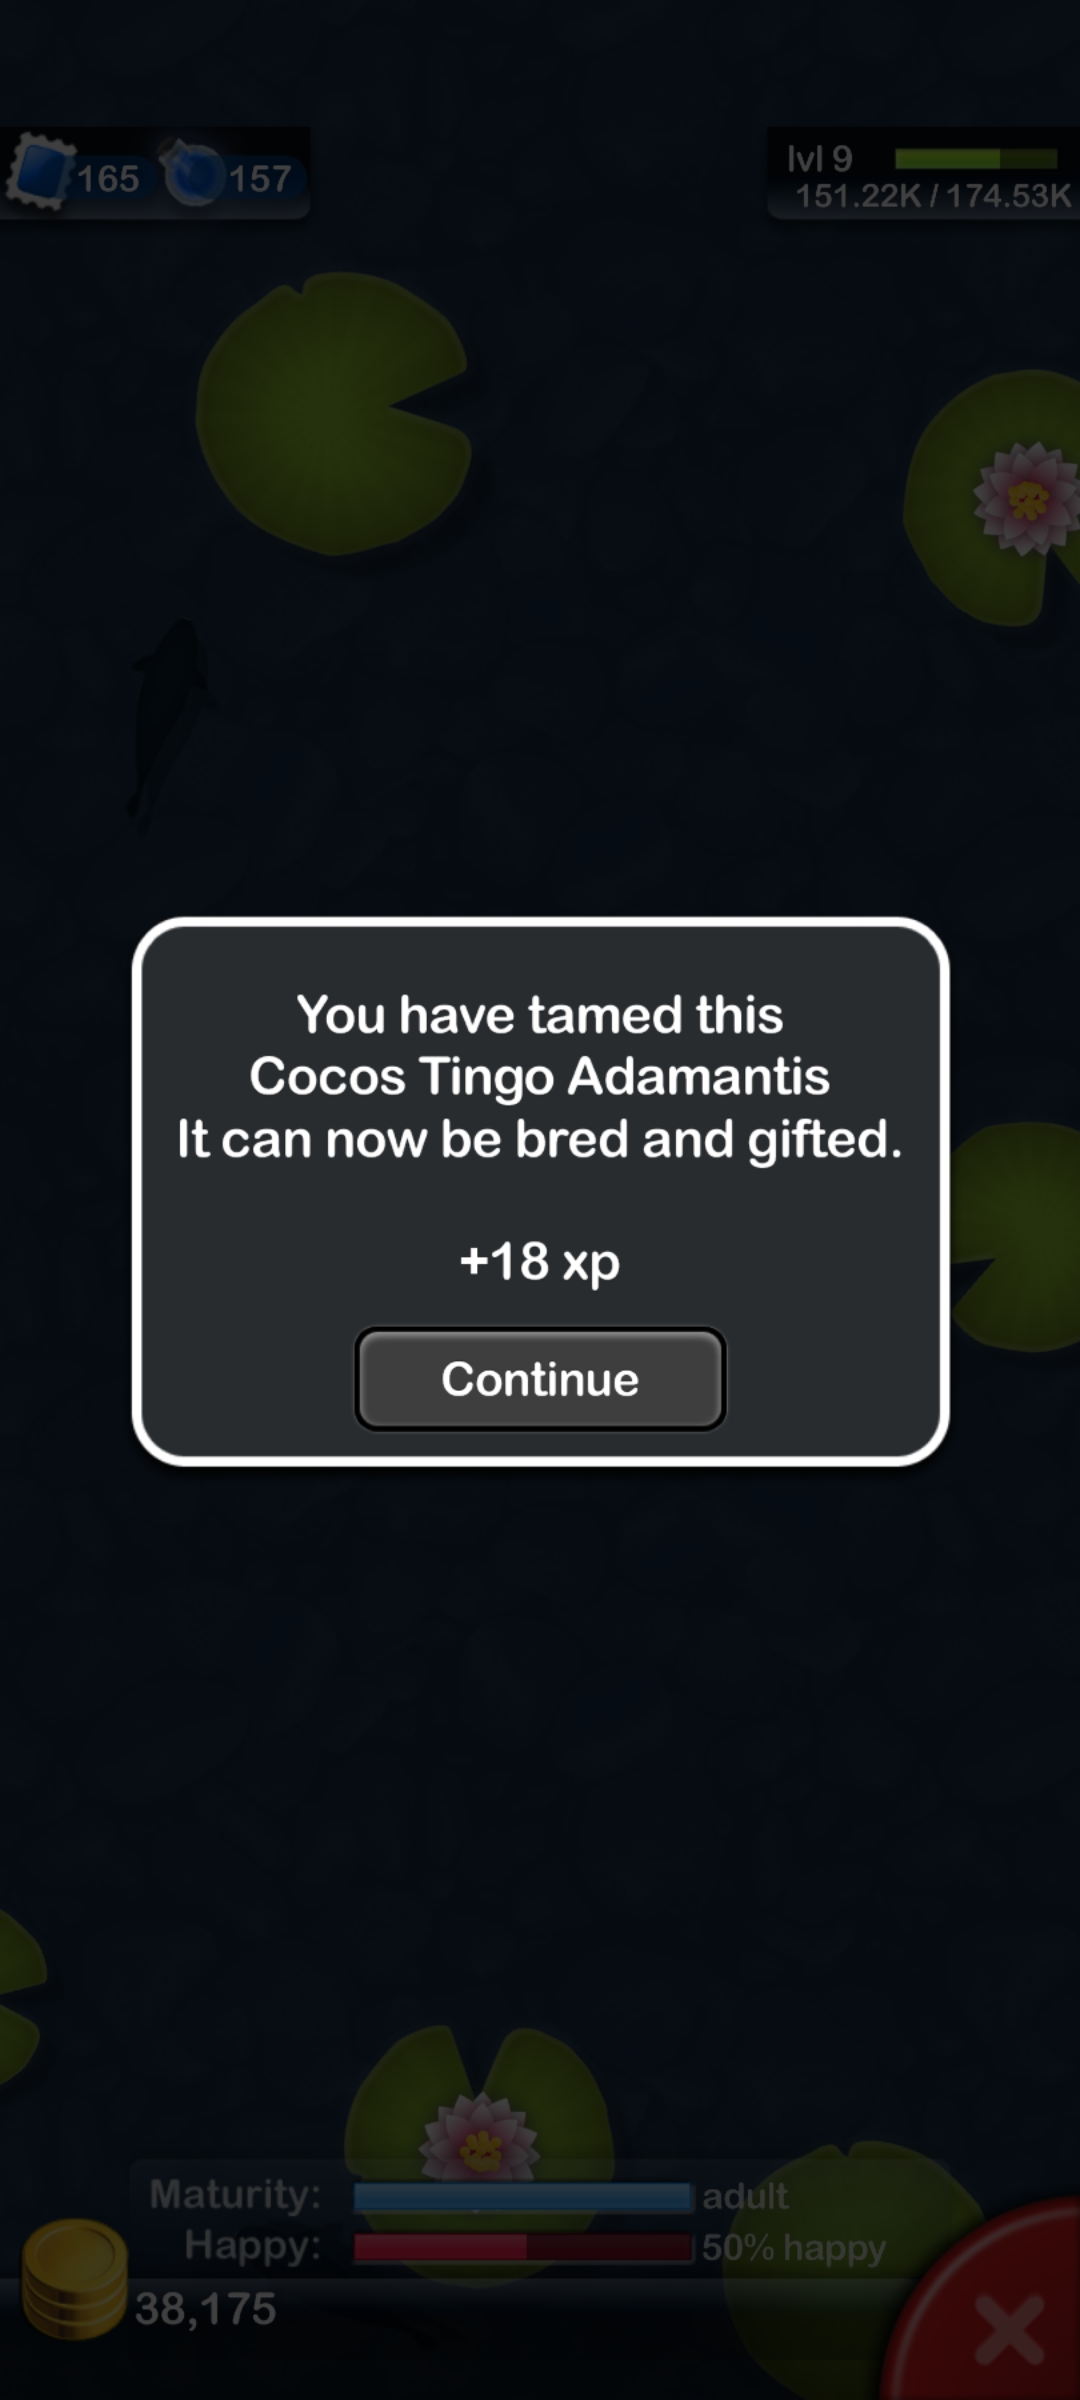 165 157
lvl 9
151.22K / 174.53K
You have tamed this
Cocos Tingo Adamantis
It can now be bred and gifted.
+18 xp
Continue
Maturity: adult
Happy: 50% happy
38,175